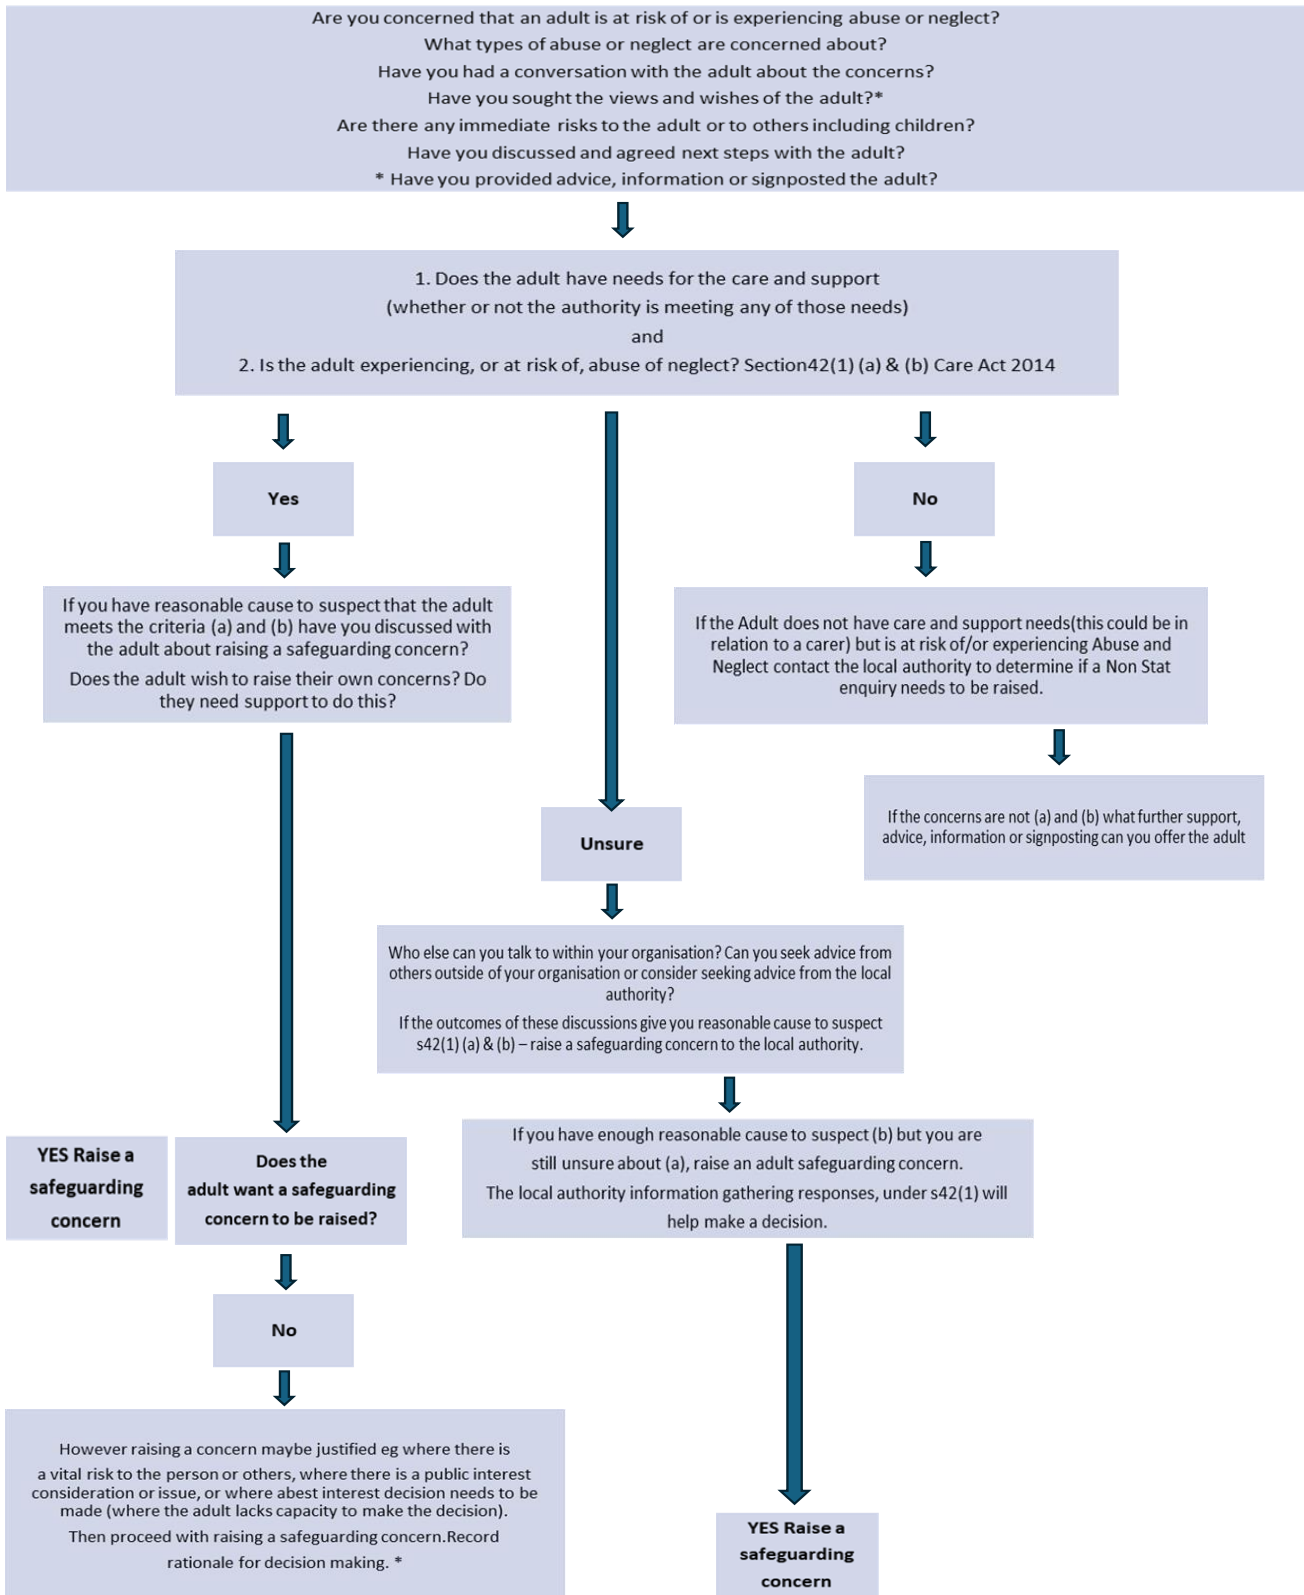 Are you concerned that an adult is at risk of or is experiencing abuse or neglect?
What types of abuse or neglect are concerned about?
Have you had a conversation with the adult about the concerns?
Have you sought the views and wishes of the adult?*
Are there any immediate risks to the adult or to others including children?
Have you discussed and agreed next steps with the adult?
* Have you provided advice, information or signposted the adult?
1. Does the adult have needs for the care and support
(whether or not the authority is meeting any of those needs)
and
2. Is the adult experiencing, or at risk of, abuse of neglect? Section42(1) (a) & (b) Care Act 2014
Yes
No
If you have reasonable cause to suspect that the adult
meets the criteria (a) and (b) have you discussed with
the adult about raising a safeguarding concern?
Does the adult wish to raise their own concerns? Do
they need support to do this?
If the Adult does not have care and support needs(this could be in
relation to a carer) but is at risk of/or experiencing Abuse and
Neglect contact the local authority to determine if a Non Stat
enquiry needs to be raised.
If the concerns are not (a) and (b) what further support,
advice, information or signposting can you offer the adult
Unsure
Who else can you talk to within your organisation? Can you seek advice from
others outside of your organisation or consider seeking advice from the local
authority?
If the outcomes of these discussions give you reasonable cause to suspect
s42(1) (a) & (b) – raise a safeguarding concern to the local authority.
If you have enough reasonable cause to suspect (b) but you are
still unsure about (a), raise an adult safeguarding concern.
The local authority information gathering responses, under s42(1) will
help make a decision.
YES Raise a
safeguarding
concern
Does the
adult want a safeguarding
concern to be raised?
No
However raising a concern maybe justified eg where there is
a vital risk to the person or others, where there is a public interest
consideration or issue, or where abest interest decision needs to be
made (where the adult lacks capacity to make the decision).
Then proceed with raising a safeguarding concern.Record
rationale for decision making. *
YES Raise a
safeguarding
concern